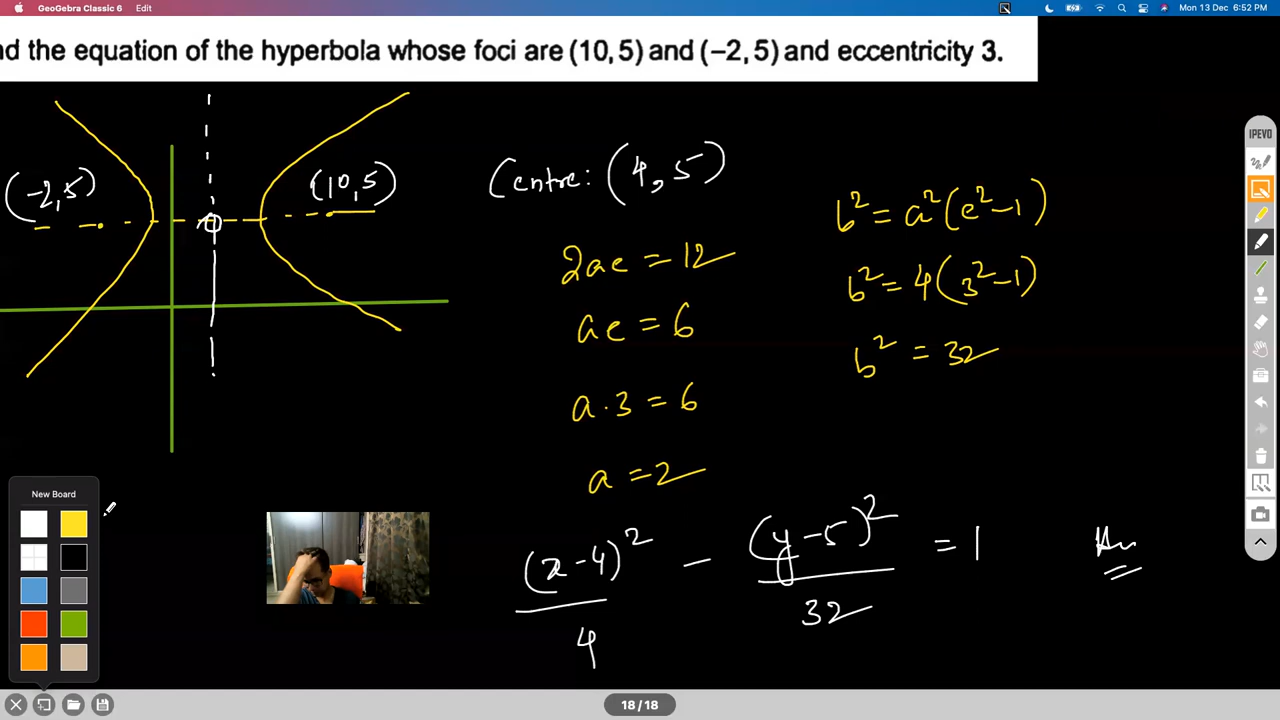 GeoGebra Classic 6 Edit Mon 13 Dec 6:52 PM
nd the equation of the hyperbola whose foci are (10, 5) and (–2, 5) and eccentricity 3.
IPEVO
(-2,5)
(10,5)
Centre: (4,5)
2ae = 12
ae = 6
a·3 = 6
a = 2
b² = a²(e²-1)
b² = 4(3²-1)
b² = 32
(x-4)²/4 - (y-5)²/32 = 1 Ans
New Board
18 / 18